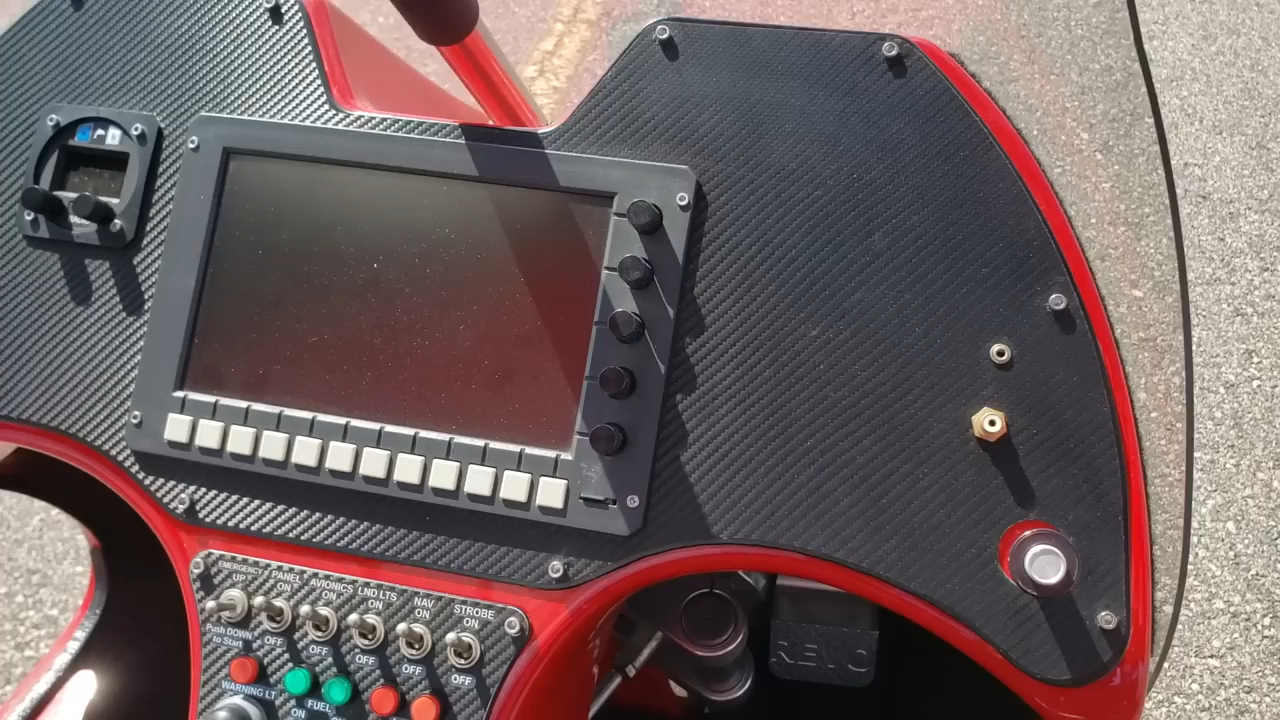 EMERGENCY
UP
PANEL
ON
AVIONICS
ON
LND LTS
ON
NAV
ON
STROBE
ON
Push DOWN
to Start
OFF
OFF
OFF
OFF
OFF
WARNING LT
FUEL
ON
REVO